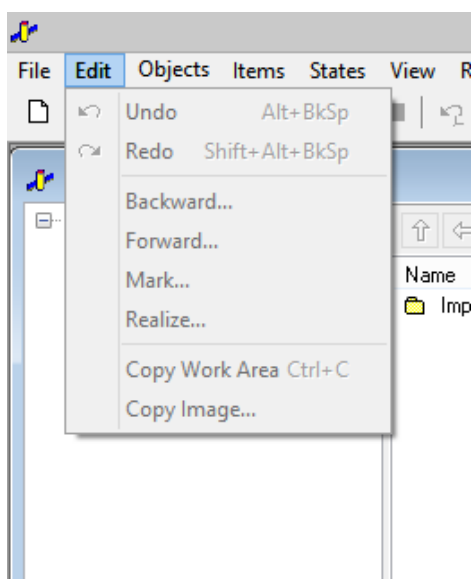 File Edit Objects Items States View R
Undo Alt+BkSp
Redo Shift+Alt+BkSp
Backward...
Forward...
Mark...
Realize...
Copy Work Area Ctrl+C
Copy Image...
Name
Imp